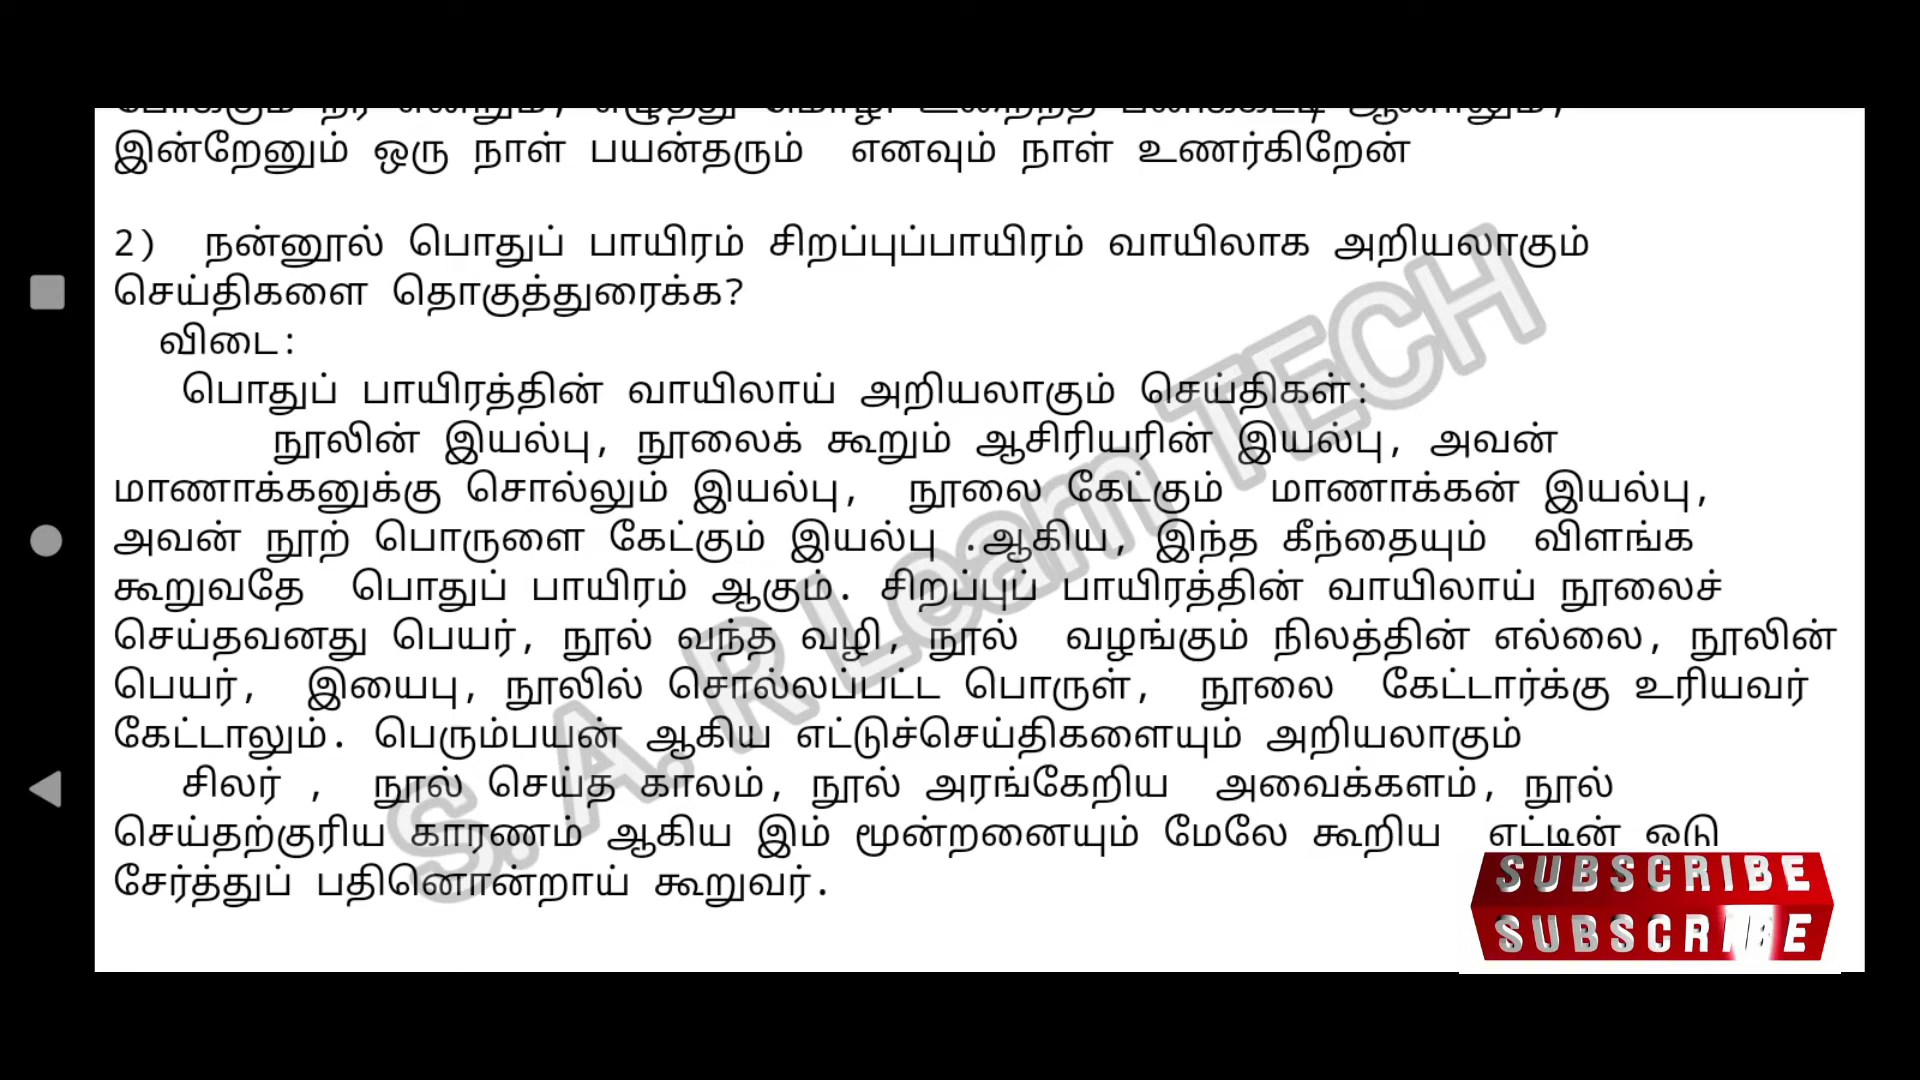 இன்றேனும் ஒரு நாள் பயன்தரும் எனவும் நாள் உணர்கிறேன்
2) நன்னூல் பொதுப் பாயிரம் சிறப்புப்பாயிரம் வாயிலாக அறியலாகும்
செய்திகளை தொகுத்துரைக்க?
விடை:
பொதுப் பாயிரத்தின் வாயிலாய் அறியலாகும் செய்திகள்:
நூலின் இயல்பு, நூலைக் கூறும் ஆசிரியரின் இயல்பு, அவன்
மாணாக்கனுக்கு சொல்லும் இயல்பு, நூலை கேட்கும் மாணாக்கன் இயல்பு,
அவன் நூற் பொருளை கேட்கும் இயல்பு .ஆகிய, இந்த கீந்தையும் விளங்க
கூறுவதே பொதுப் பாயிரம் ஆகும். சிறப்புப் பாயிரத்தின் வாயிலாய் நூலைச்
செய்தவனது பெயர், நூல் வந்த வழி, நூல் வழங்கும் நிலத்தின் எல்லை, நூலின்
பெயர், இயைபு, நூலில் சொல்லப்பட்ட பொருள், நூலை கேட்டார்க்கு உரியவர்
கேட்டாலும். பெரும்பயன் ஆகிய எட்டுச்செய்திகளையும் அறியலாகும்
சிலர் , நூல் செய்த காலம், நூல் அரங்கேறிய அவைக்களம், நூல்
செய்தற்குரிய காரணம் ஆகிய இம் மூன்றனையும் மேலே கூறிய எட்டின் ஒடு
சேர்த்துப் பதினொன்றாய் கூறுவர்.
S. A. R Learn TECH
SUBSCRIBE
SUBSCRIBE